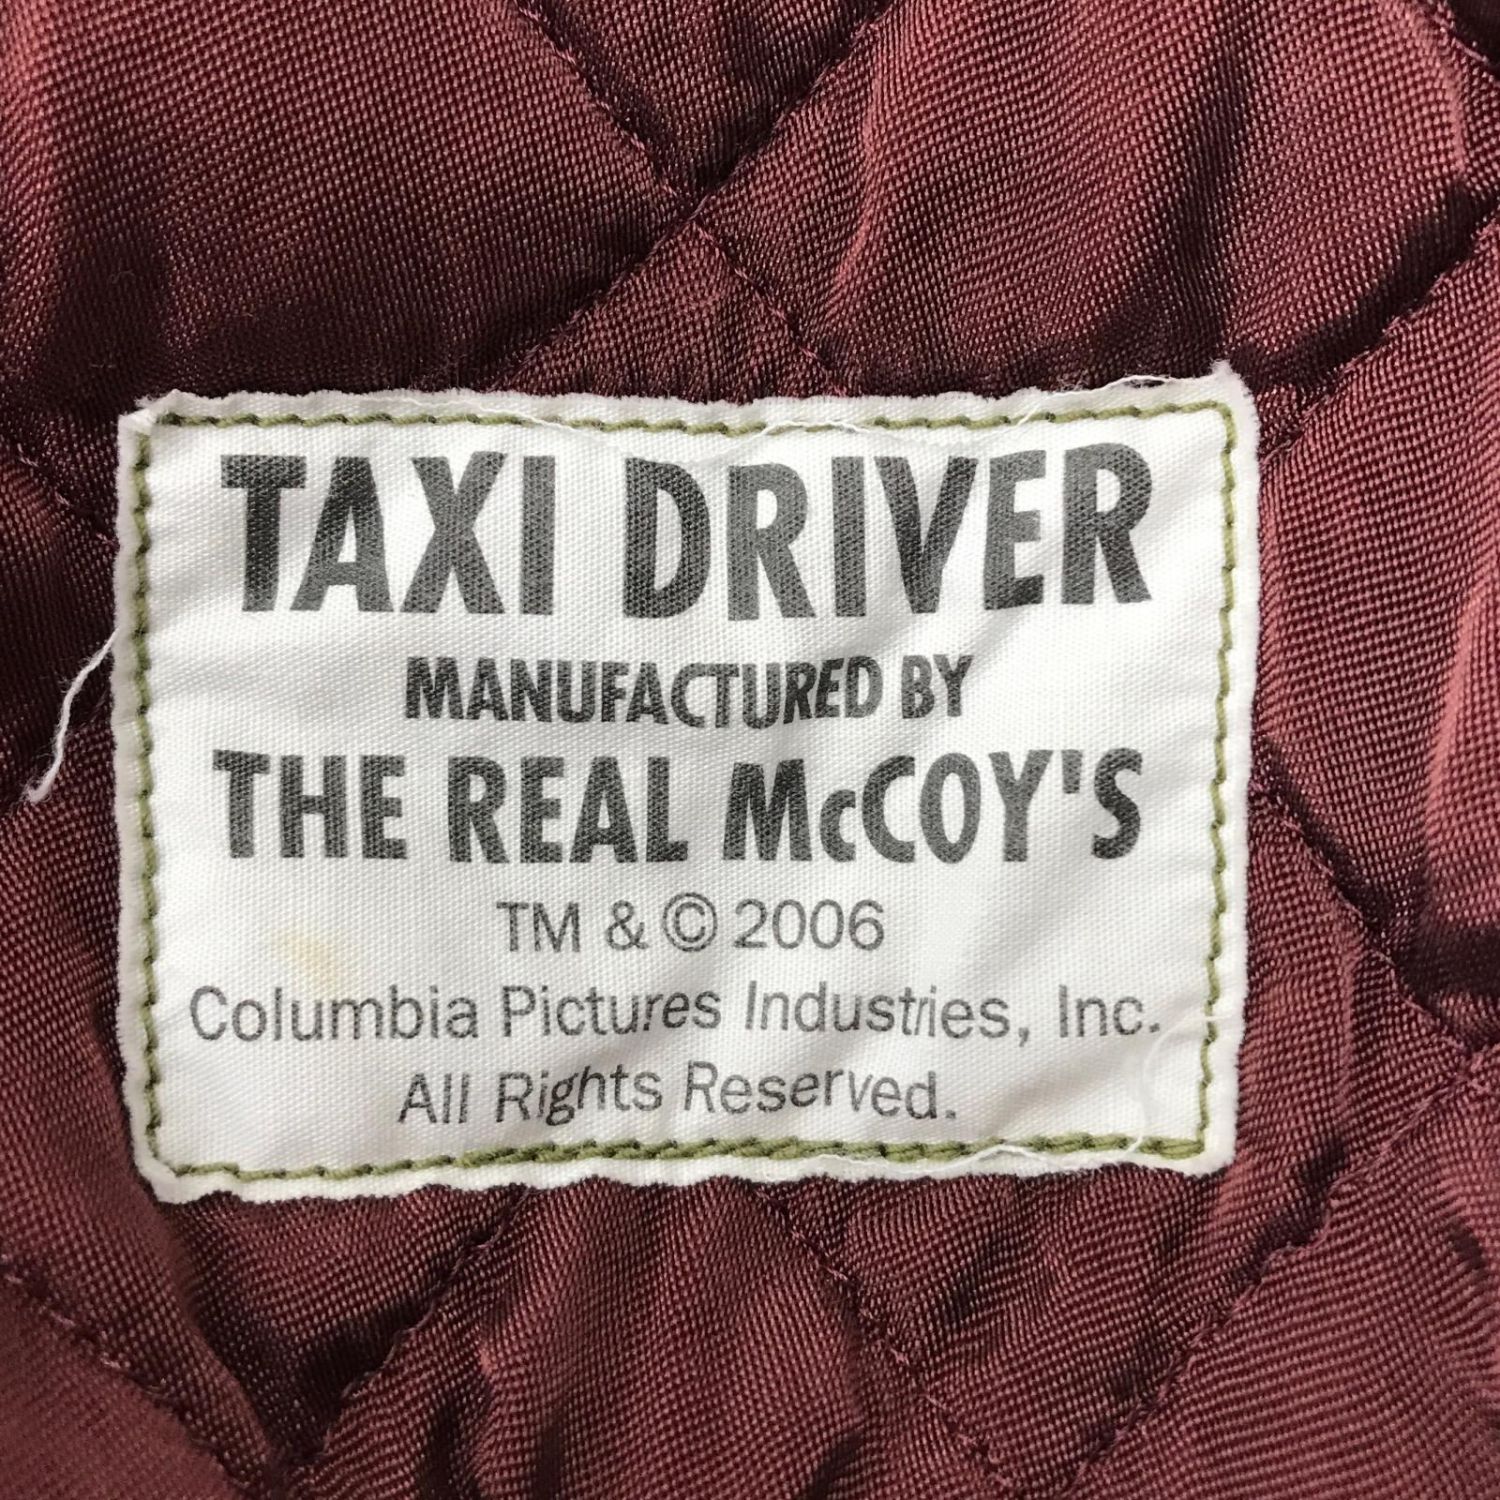 TAXI DRIVER
MANUFACTURED BY
THE REAL McCOY'S
TM & © 2006
Columbia Pictures Industries, Inc.
All Rights Reserved.